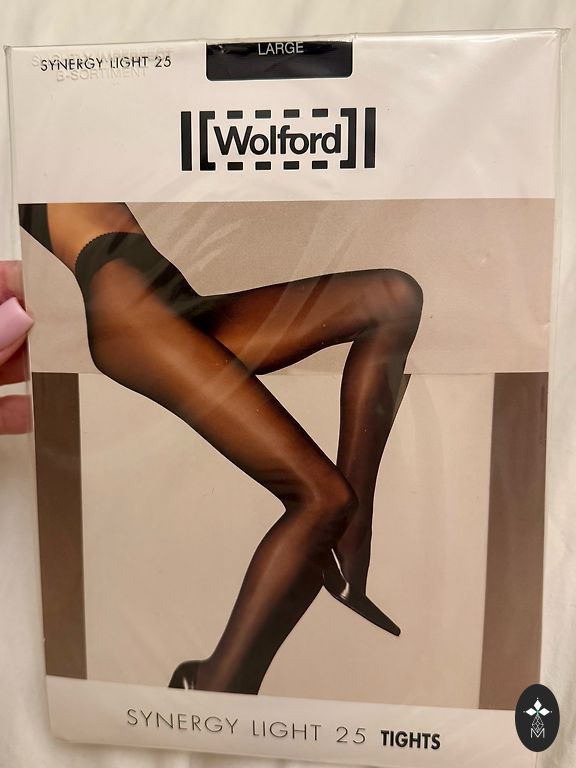 LARGE
SYNERGY LIGHT 25
B-SORTIMENT
Wolford
SYNERGY LIGHT 25 TIGHTS
M